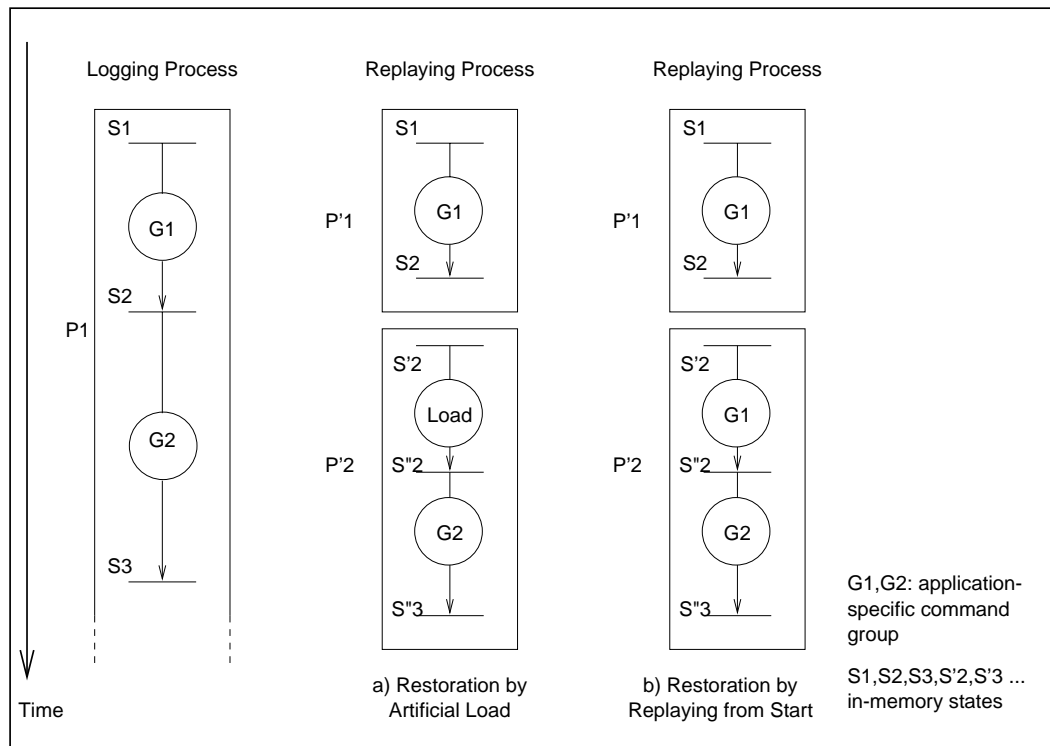 Logging Process
S1
G1
S2
P1
G2
S3
Time
Replaying Process
S1
G1
P'1
S2
S'2
Load
P'2
S"2
G2
S"3
a) Restoration by
Artificial Load
Replaying Process
S1
G1
P'1
S2
S'2
G1
P'2
S"2
G2
S"3
b) Restoration by
Replaying from Start
G1,G2: application-
specific command
group
S1,S2,S3,S'2,S'3 ...
in-memory states